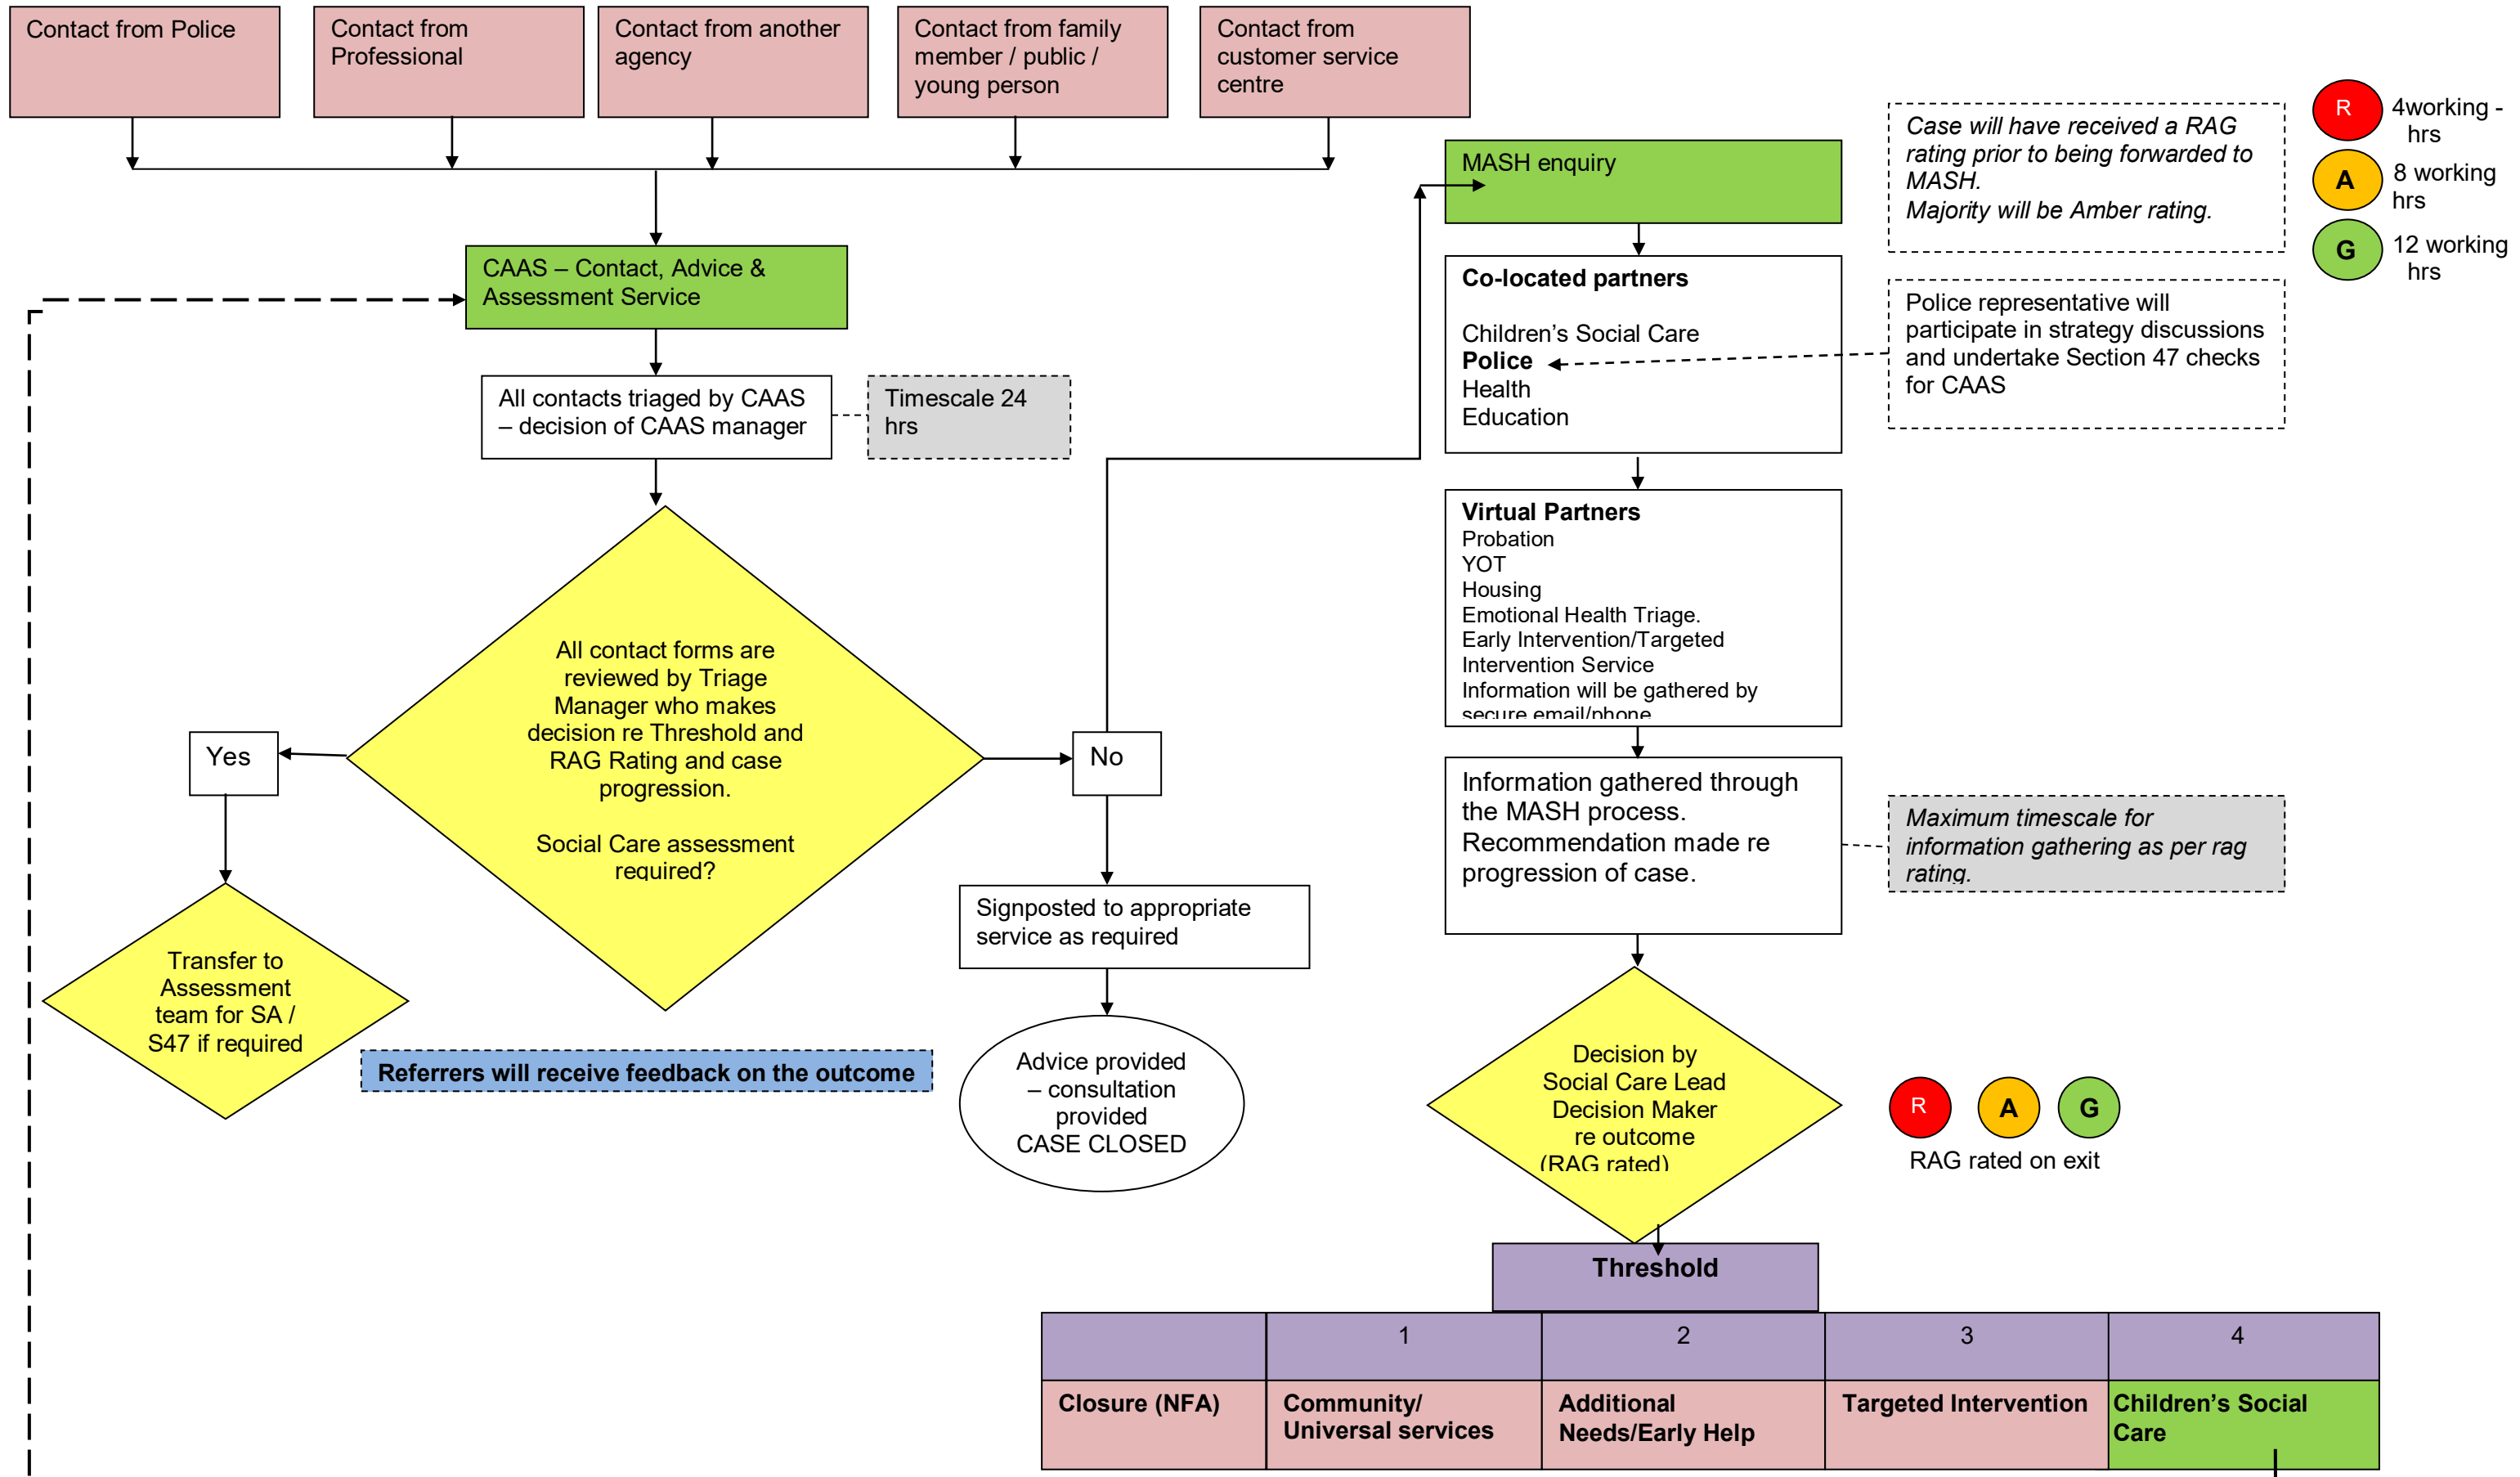 Contact from Police
Contact from
Professional
Contact from another
agency
Contact from family
member / public /
young person
Contact from
customer service
centre
CAAS – Contact, Advice &
Assessment Service
All contacts triaged by CAAS
– decision of CAAS manager
Timescale 24
hrs
All contact forms are
reviewed by Triage
Manager who makes
decision re Threshold and
RAG Rating and case
progression.
Social Care assessment
required?
Yes
No
Transfer to
Assessment
team for SA /
S47 if required
Referrers will receive feedback on the outcome
Signposted to appropriate
service as required
Advice provided
– consultation
provided
CASE CLOSED
MASH enquiry
Case will have received a RAG
rating prior to being forwarded to
MASH.
Majority will be Amber rating.
R
4working -
hrs
A
8 working
hrs
G
12 working
hrs
Co-located partners
Children’s Social Care
Police
Health
Education
Police representative will
participate in strategy discussions
and undertake Section 47 checks
for CAAS
Virtual Partners
Probation
YOT
Housing
Emotional Health Triage.
Early Intervention/Targeted
Intervention Service
Information will be gathered by
secure email/phone
Information gathered through
the MASH process.
Recommendation made re
progression of case.
Maximum timescale for
information gathering as per rag
rating.
Decision by
Social Care Lead
Decision Maker
re outcome
(RAG rated)
R A G
RAG rated on exit
Threshold
1 2 3 4
Closure (NFA)
Community/
Universal services
Additional
Needs/Early Help
Targeted Intervention
Children’s Social
Care